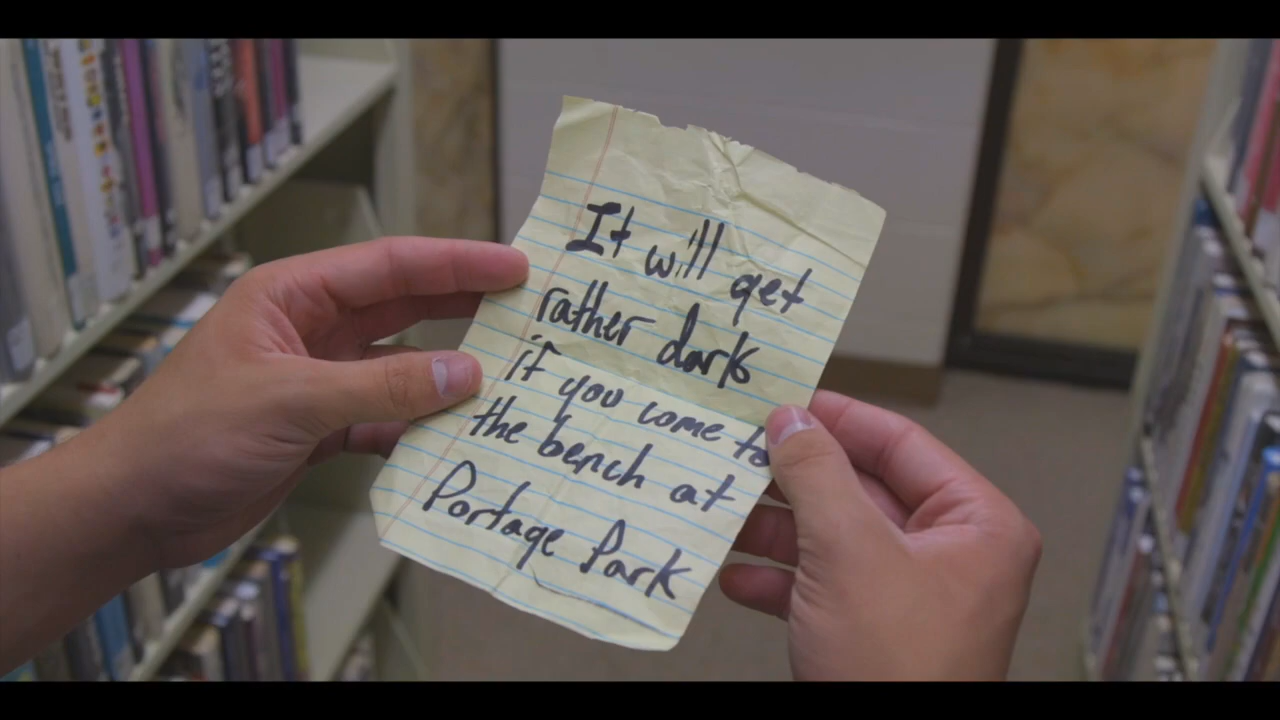 It will get
rather dark
if you come to
the bench at
Portage Park